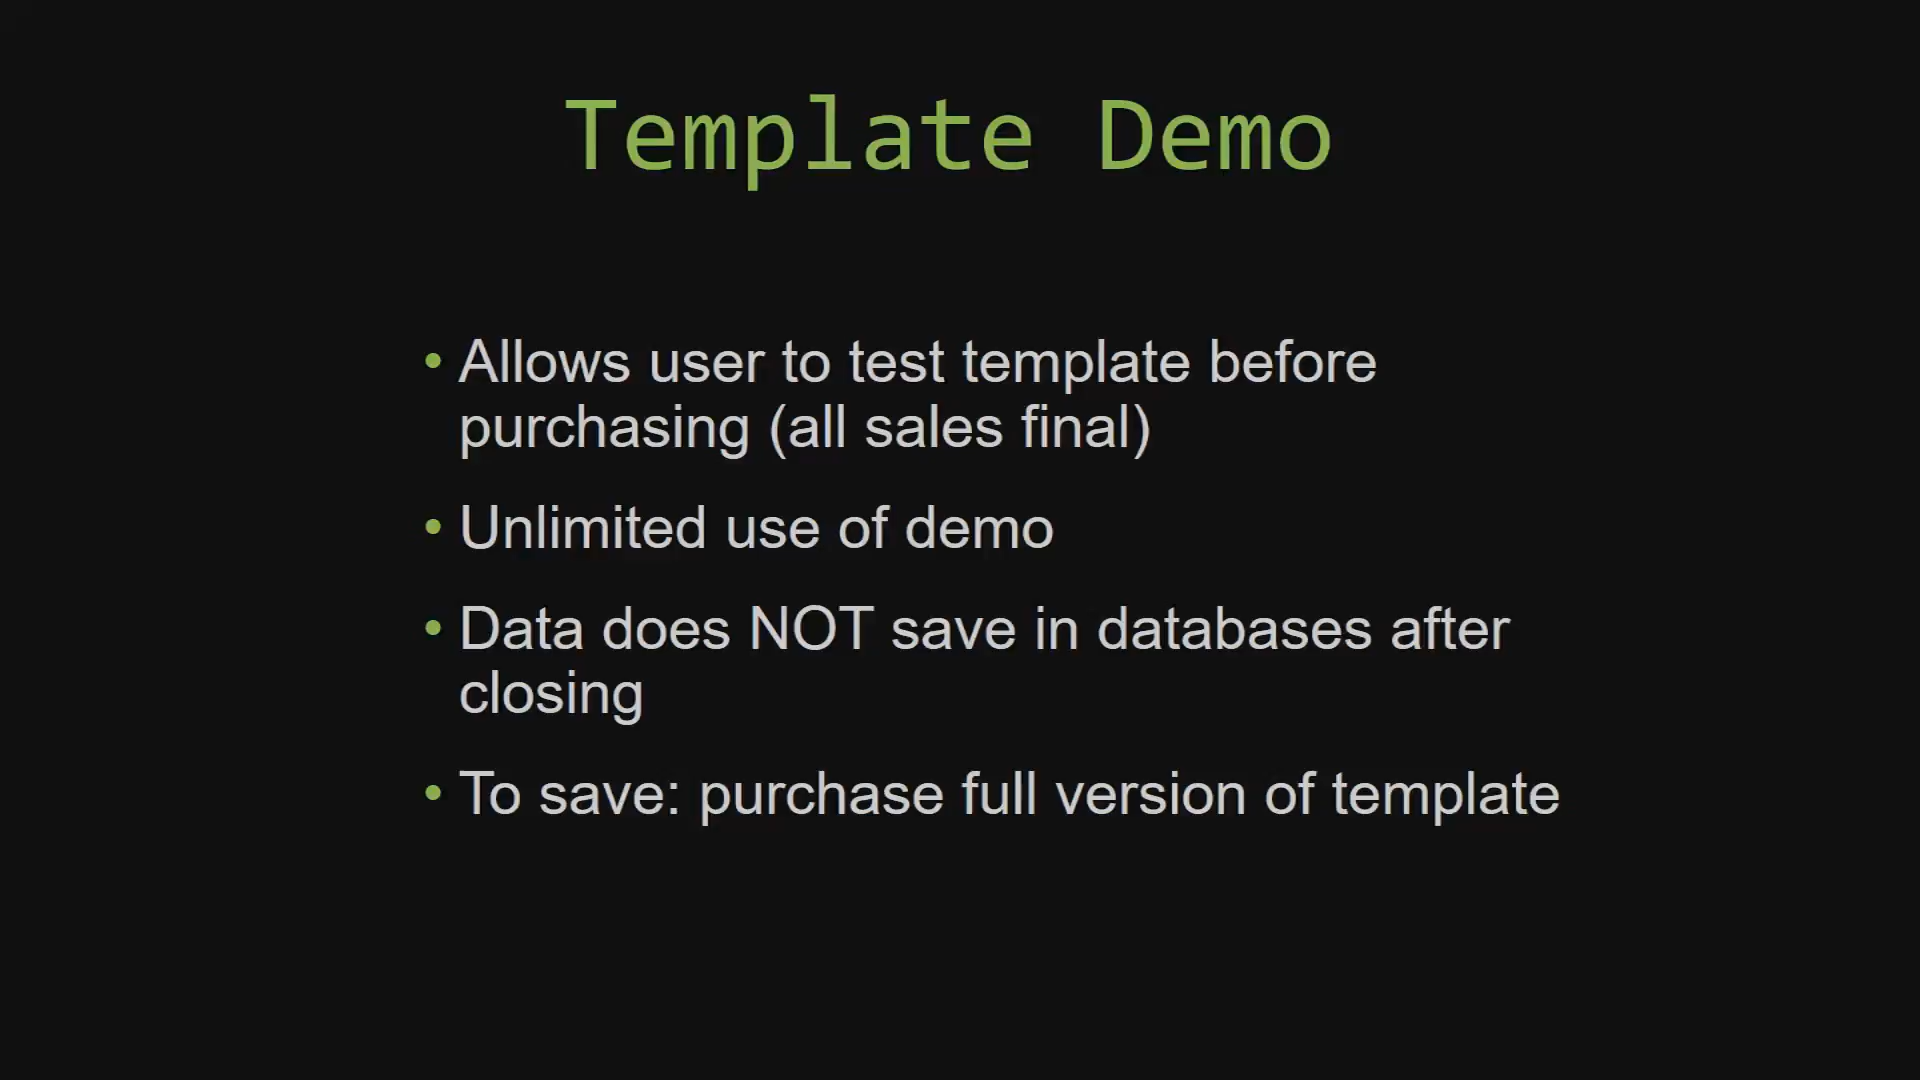 Template Demo
• Allows user to test template before
purchasing (all sales final)
• Unlimited use of demo
• Data does NOT save in databases after
closing
• To save: purchase full version of template